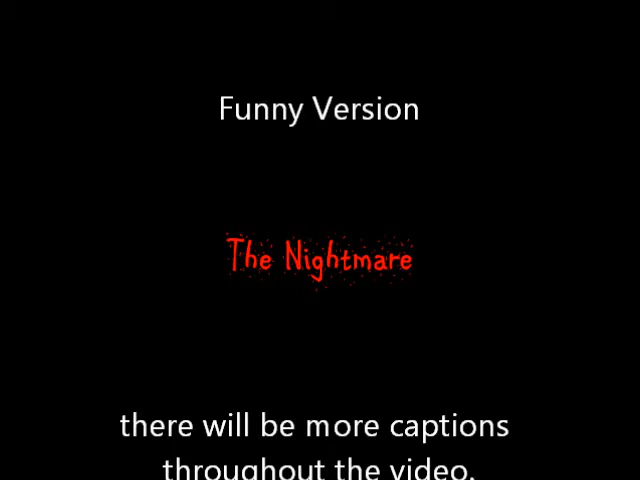 Funny Version
The Nightmare
there will be more captions
throughout the video.